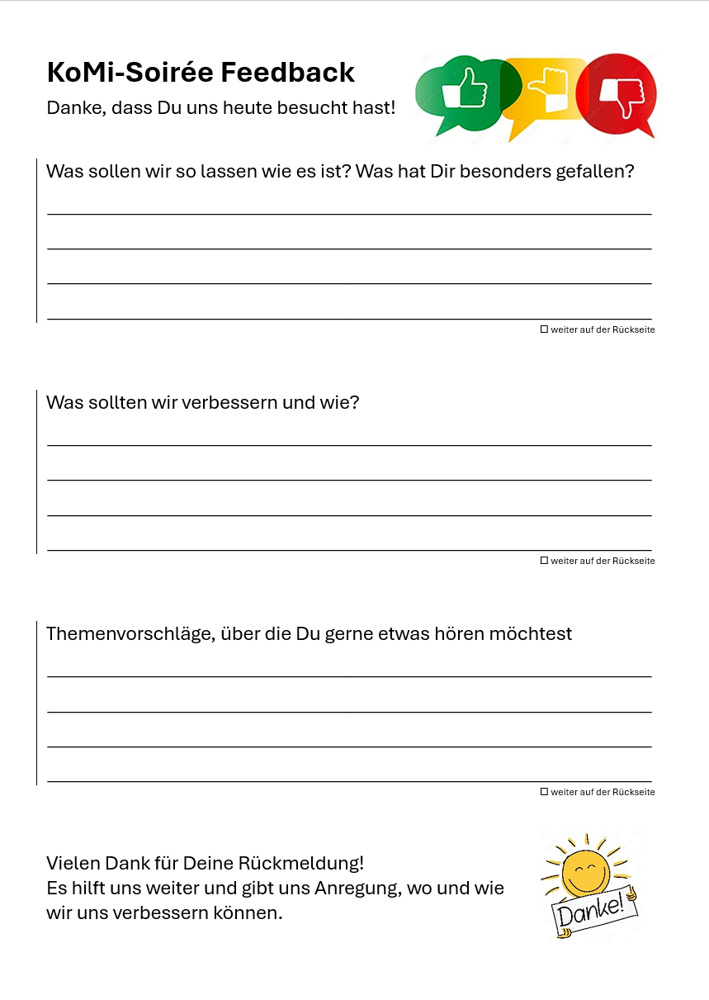 KoMi-Soirée Feedback
Danke, dass Du uns heute besucht hast!
Was sollen wir so lassen wie es ist? Was hat Dir besonders gefallen?
☐ weiter auf der Rückseite
Was sollten wir verbessern und wie?
☐ weiter auf der Rückseite
Themenvorschläge, über die Du gerne etwas hören möchtest
☐ weiter auf der Rückseite
Vielen Dank für Deine Rückmeldung!
Es hilft uns weiter und gibt uns Anregung, wo und wie
wir uns verbessern können.
Danke!